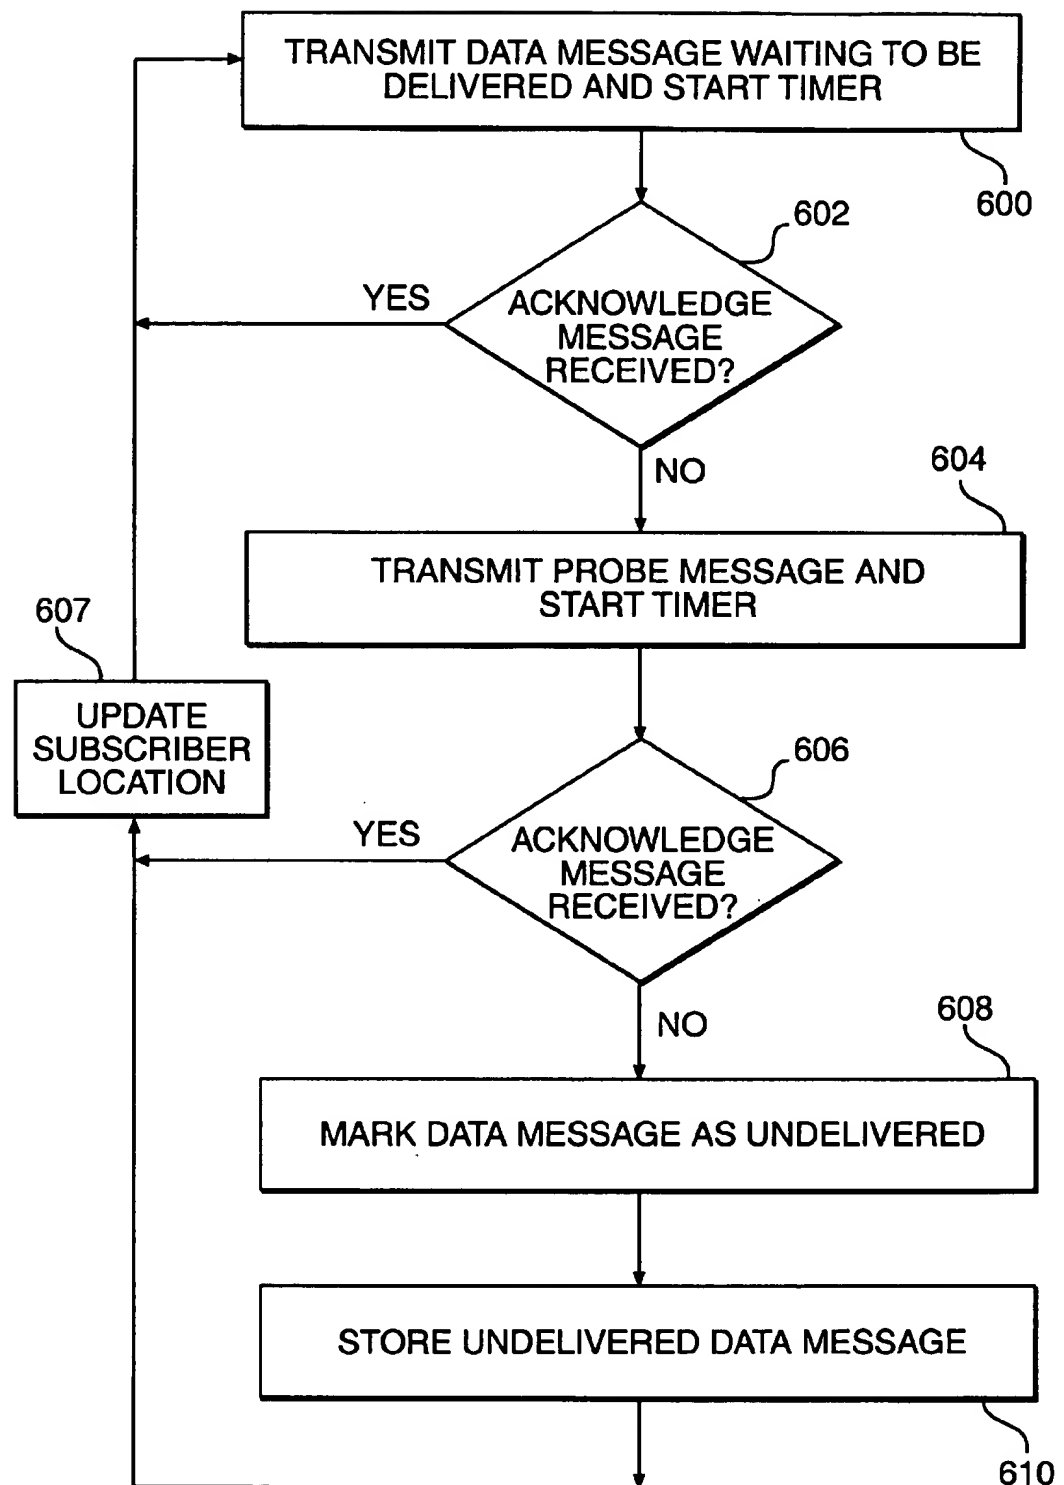 TRANSMIT DATA MESSAGE WAITING TO BE
DELIVERED AND START TIMER
600
602
YES
ACKNOWLEDGE
MESSAGE
RECEIVED?
NO
604
TRANSMIT PROBE MESSAGE AND
START TIMER
607
UPDATE
SUBSCRIBER
LOCATION
606
YES
ACKNOWLEDGE
MESSAGE
RECEIVED?
NO
608
MARK DATA MESSAGE AS UNDELIVERED
STORE UNDELIVERED DATA MESSAGE
610